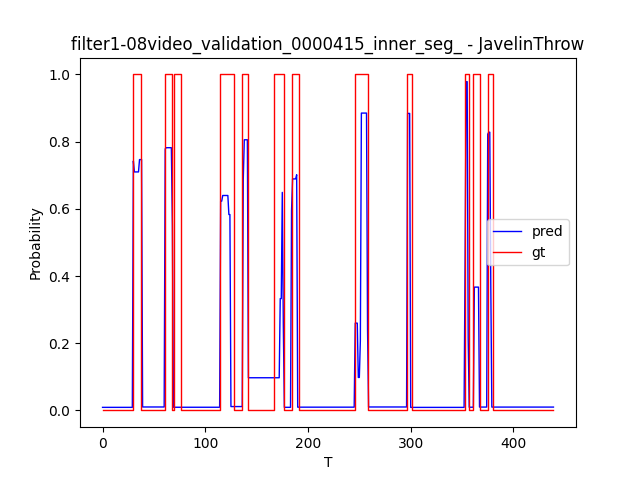 filter1-08video_validation_0000415_inner_seg_ - JavelinThrow
1.0
0.8
0.6
0.4
0.2
0.0
Probability
pred
gt
0
100
200
300
400
T